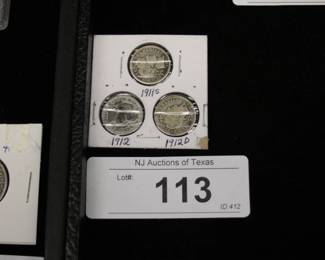 1911s
1912
1912D
NJ Auctions of Texas
Lot#:
113
ID:412